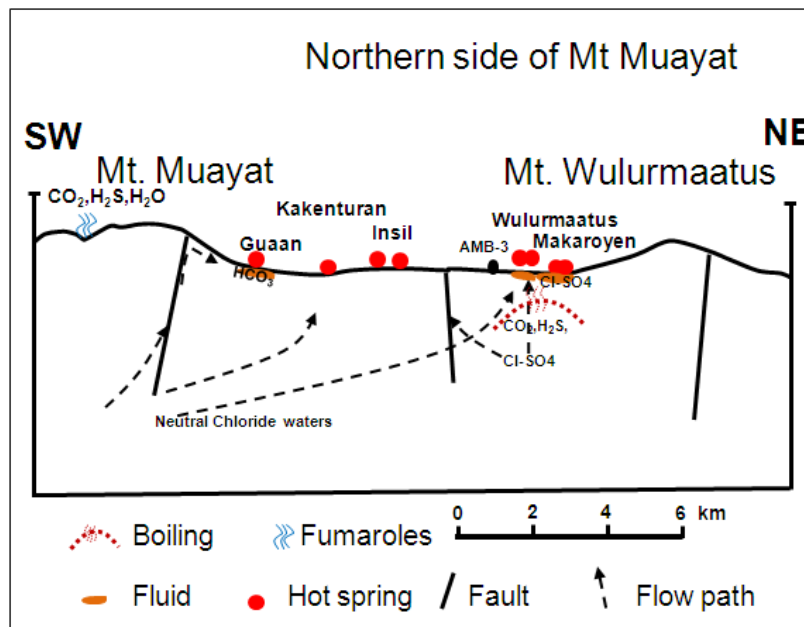 Northern side of Mt Muayat
SW
NE
Mt. Muayat
Mt. Wulurmaatus
CO₂,H₂S,H₂O
Kakenturan
Guaan
Insil
Wulurmaatus
AMB-3
Makaroyen
HCO₃
Cl-SO4
CO₂,H₂S,
Cl-SO4
Neutral Chloride waters
0 2 4 6 km
Boiling
Fumaroles
Fluid
Hot spring
Fault
Flow path